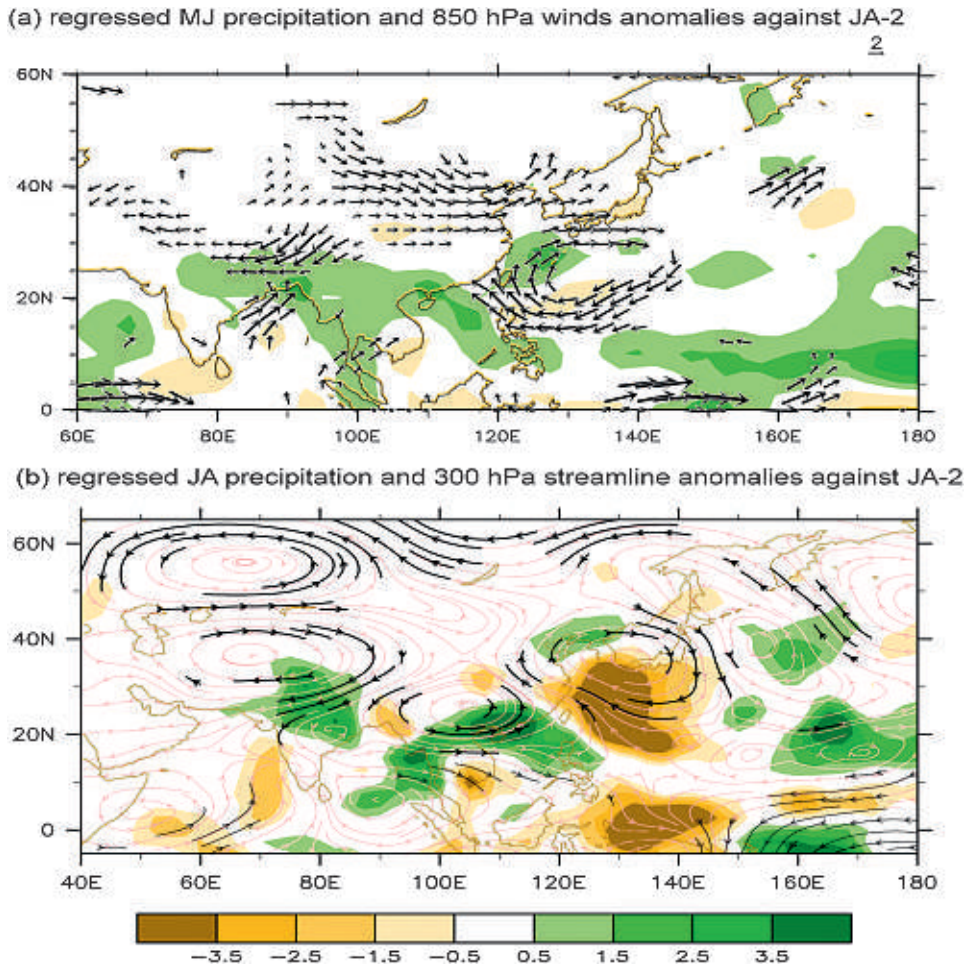 (a) regressed MJ precipitation and 850 hPa winds anomalies against JA-2
2
60N
40N
20N
0
60E 80E 100E 120E 140E 160E 180
(b) regressed JA precipitation and 300 hPa streamline anomalies against JA-2
60N
40N
20N
0
40E 60E 80E 100E 120E 140E 160E 180
−3.5 −2.5 −1.5 −0.5 0.5 1.5 2.5 3.5